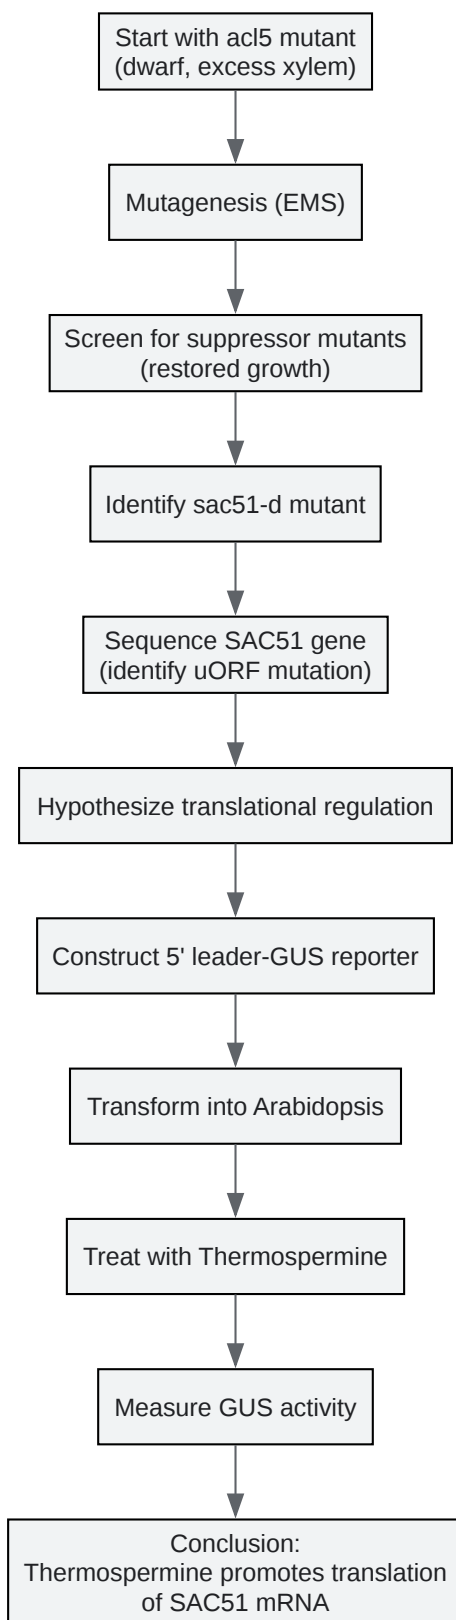 Start with acl5 mutant
(dwarf, excess xylem)
Mutagenesis (EMS)
Screen for suppressor mutants
(restored growth)
Identify sac51-d mutant
Sequence SAC51 gene
(identify uORF mutation)
Hypothesize translational regulation
Construct 5' leader-GUS reporter
Transform into Arabidopsis
Treat with Thermospermine
Measure GUS activity
Conclusion:
Thermospermine promotes translation
of SAC51 mRNA